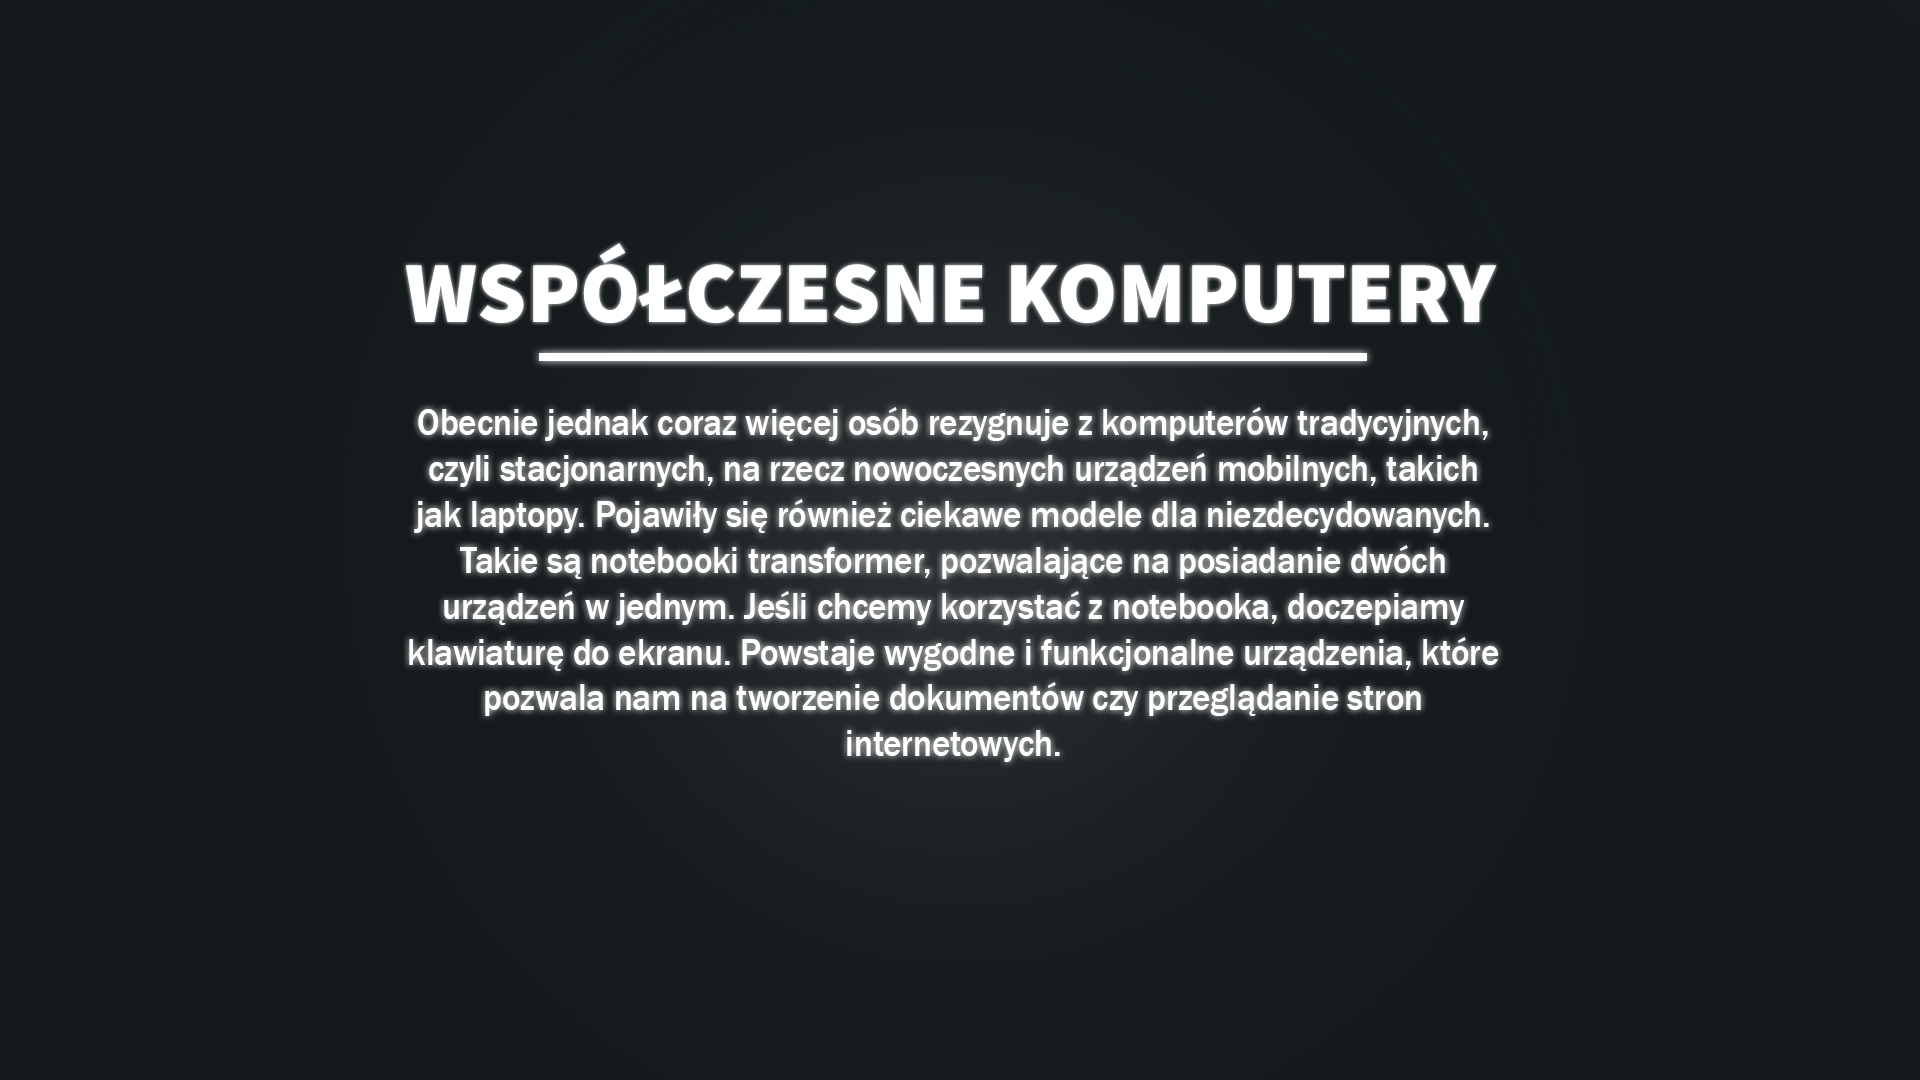 WSPÓŁCZESNE KOMPUTERY
Obecnie jednak coraz więcej osób rezygnuje z komputerów tradycyjnych,
czyli stacjonarnych, na rzecz nowoczesnych urządzeń mobilnych, takich
jak laptopy. Pojawiły się również ciekawe modele dla niezdecydowanych.
Takie są notebooki transformer, pozwalające na posiadanie dwóch
urządzeń w jednym. Jeśli chcemy korzystać z notebooka, doczepiamy
klawiaturę do ekranu. Powstaje wygodne i funkcjonalne urządzenia, które
pozwala nam na tworzenie dokumentów czy przeglądanie stron
internetowych.